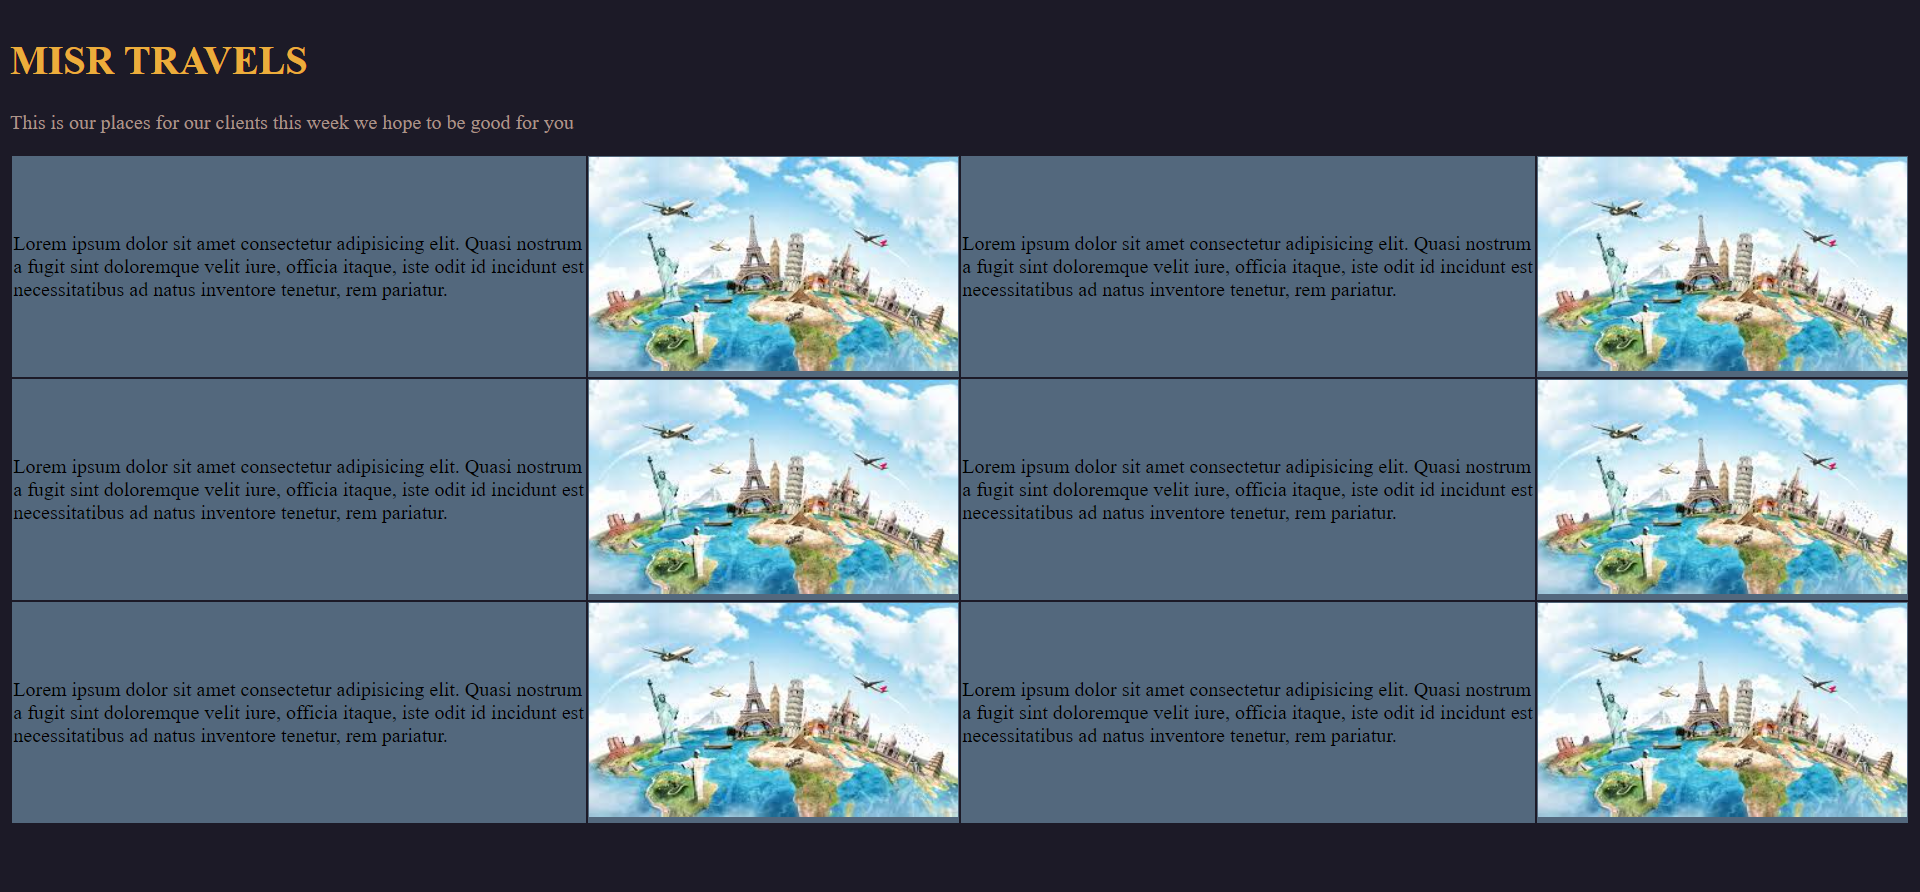 MISR TRAVELS
This is our places for our clients this week we hope to be good for you
Lorem ipsum dolor sit amet consectetur adipisicing elit. Quasi nostrum
a fugit sint doloremque velit iure, officia itaque, iste odit id incidunt est
necessitatibus ad natus inventore tenetur, rem pariatur.
Lorem ipsum dolor sit amet consectetur adipisicing elit. Quasi nostrum
a fugit sint doloremque velit iure, officia itaque, iste odit id incidunt est
necessitatibus ad natus inventore tenetur, rem pariatur.
Lorem ipsum dolor sit amet consectetur adipisicing elit. Quasi nostrum
a fugit sint doloremque velit iure, officia itaque, iste odit id incidunt est
necessitatibus ad natus inventore tenetur, rem pariatur.
Lorem ipsum dolor sit amet consectetur adipisicing elit. Quasi nostrum
a fugit sint doloremque velit iure, officia itaque, iste odit id incidunt est
necessitatibus ad natus inventore tenetur, rem pariatur.
Lorem ipsum dolor sit amet consectetur adipisicing elit. Quasi nostrum
a fugit sint doloremque velit iure, officia itaque, iste odit id incidunt est
necessitatibus ad natus inventore tenetur, rem pariatur.
Lorem ipsum dolor sit amet consectetur adipisicing elit. Quasi nostrum
a fugit sint doloremque velit iure, officia itaque, iste odit id incidunt est
necessitatibus ad natus inventore tenetur, rem pariatur.